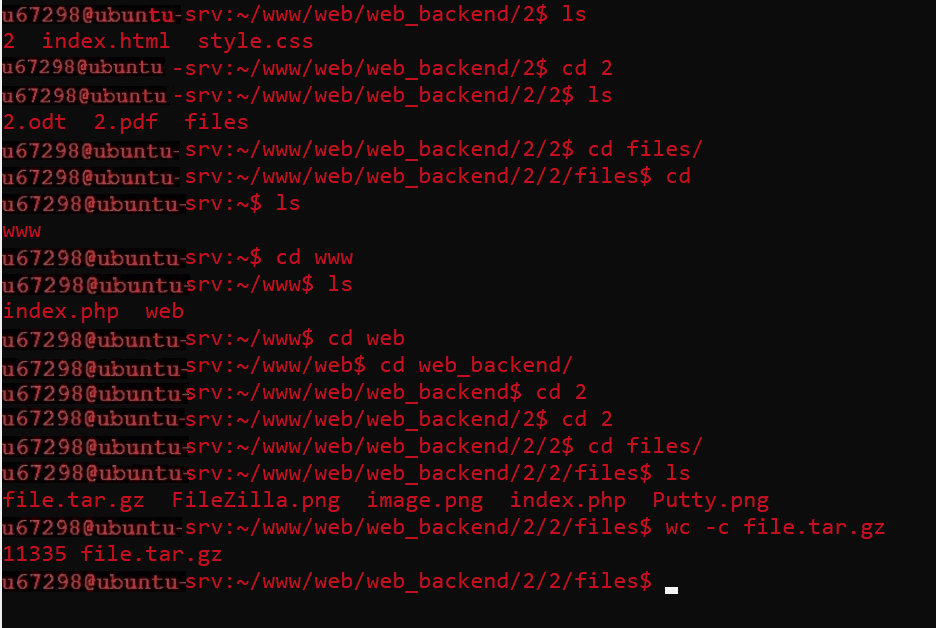 u67298@ubuntu-srv:~/www/web/web_backend/2$ ls
2  index.html  style.css
u67298@ubuntu -srv:~/www/web/web_backend/2$ cd 2
u67298@ubuntu -srv:~/www/web/web_backend/2/2$ ls
2.odt  2.pdf  files
u67298@ubuntu-srv:~/www/web/web_backend/2/2$ cd files/
u67298@ubuntu-srv:~/www/web/web_backend/2/2/files$ cd
u67298@ubuntu-srv:~$ ls
www
u67298@ubuntu-srv:~$ cd www
u67298@ubuntu-srv:~/www$ ls
index.php  web
u67298@ubuntu-srv:~/www$ cd web
u67298@ubuntu-srv:~/www/web$ cd web_backend/
u67298@ubuntu-srv:~/www/web/web_backend$ cd 2
u67298@ubuntu-srv:~/www/web/web_backend/2$ cd 2
u67298@ubuntu-srv:~/www/web/web_backend/2/2$ cd files/
u67298@ubuntu-srv:~/www/web/web_backend/2/2/files$ ls
file.tar.gz  FileZilla.png  image.png  index.php  Putty.png
u67298@ubuntu-srv:~/www/web/web_backend/2/2/files$ wc -c file.tar.gz
11335 file.tar.gz
u67298@ubuntu-srv:~/www/web/web_backend/2/2/files$